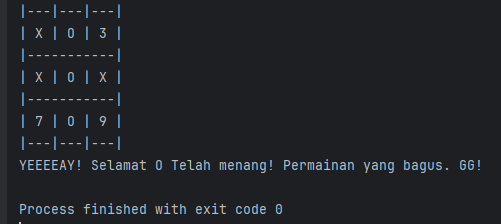 |---|---|---|
| X | O | 3 |
|-----------|
| X | O | X |
|-----------|
| 7 | O | 9 |
|---|---|---|
YEEEEAY! Selamat O Telah menang! Permainan yang bagus. GG!
Process finished with exit code 0